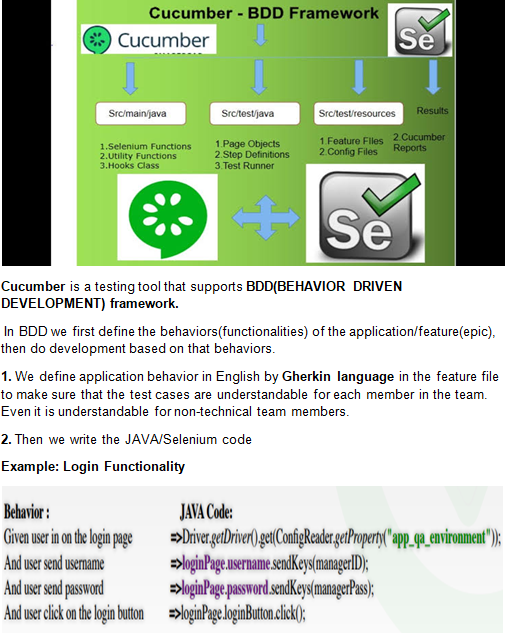 Cucumber - BDD Framework
Cucumber
Se
Src/main/java
Src/test/java
Src/test/resources
Results
1.Selenium Functions
2.Utility Functions
3.Hooks Class
1.Page Objects
2.Step Definitions
3.Test Runner
1.Feature FIles
2.Config Files
2.Cucumber
Reports
Se
Cucumber is a testing tool that supports BDD(BEHAVIOR DRIVEN
DEVELOPMENT) framework.
In BDD we first define the behaviors(functionalities) of the application/feature(epic),
then do development based on that behaviors.
1. We define application behavior in English by Gherkin language in the feature file
to make sure that the test cases are understandable for each member in the team.
Even it is understandable for non-technical team members.
2. Then we write the JAVA/Selenium code
Example: Login Functionality
Behavior : JAVA Code:
Given user in on the login page =>Driver.getDriver().get(ConfigReader.getProperty("app_qa_environment"));
And user send username =>loginPage.username.sendKeys(managerID);
And user send password =>loginPage.password.sendKeys(managerPass);
And user click on the login button =>loginPage.loginButton.click();